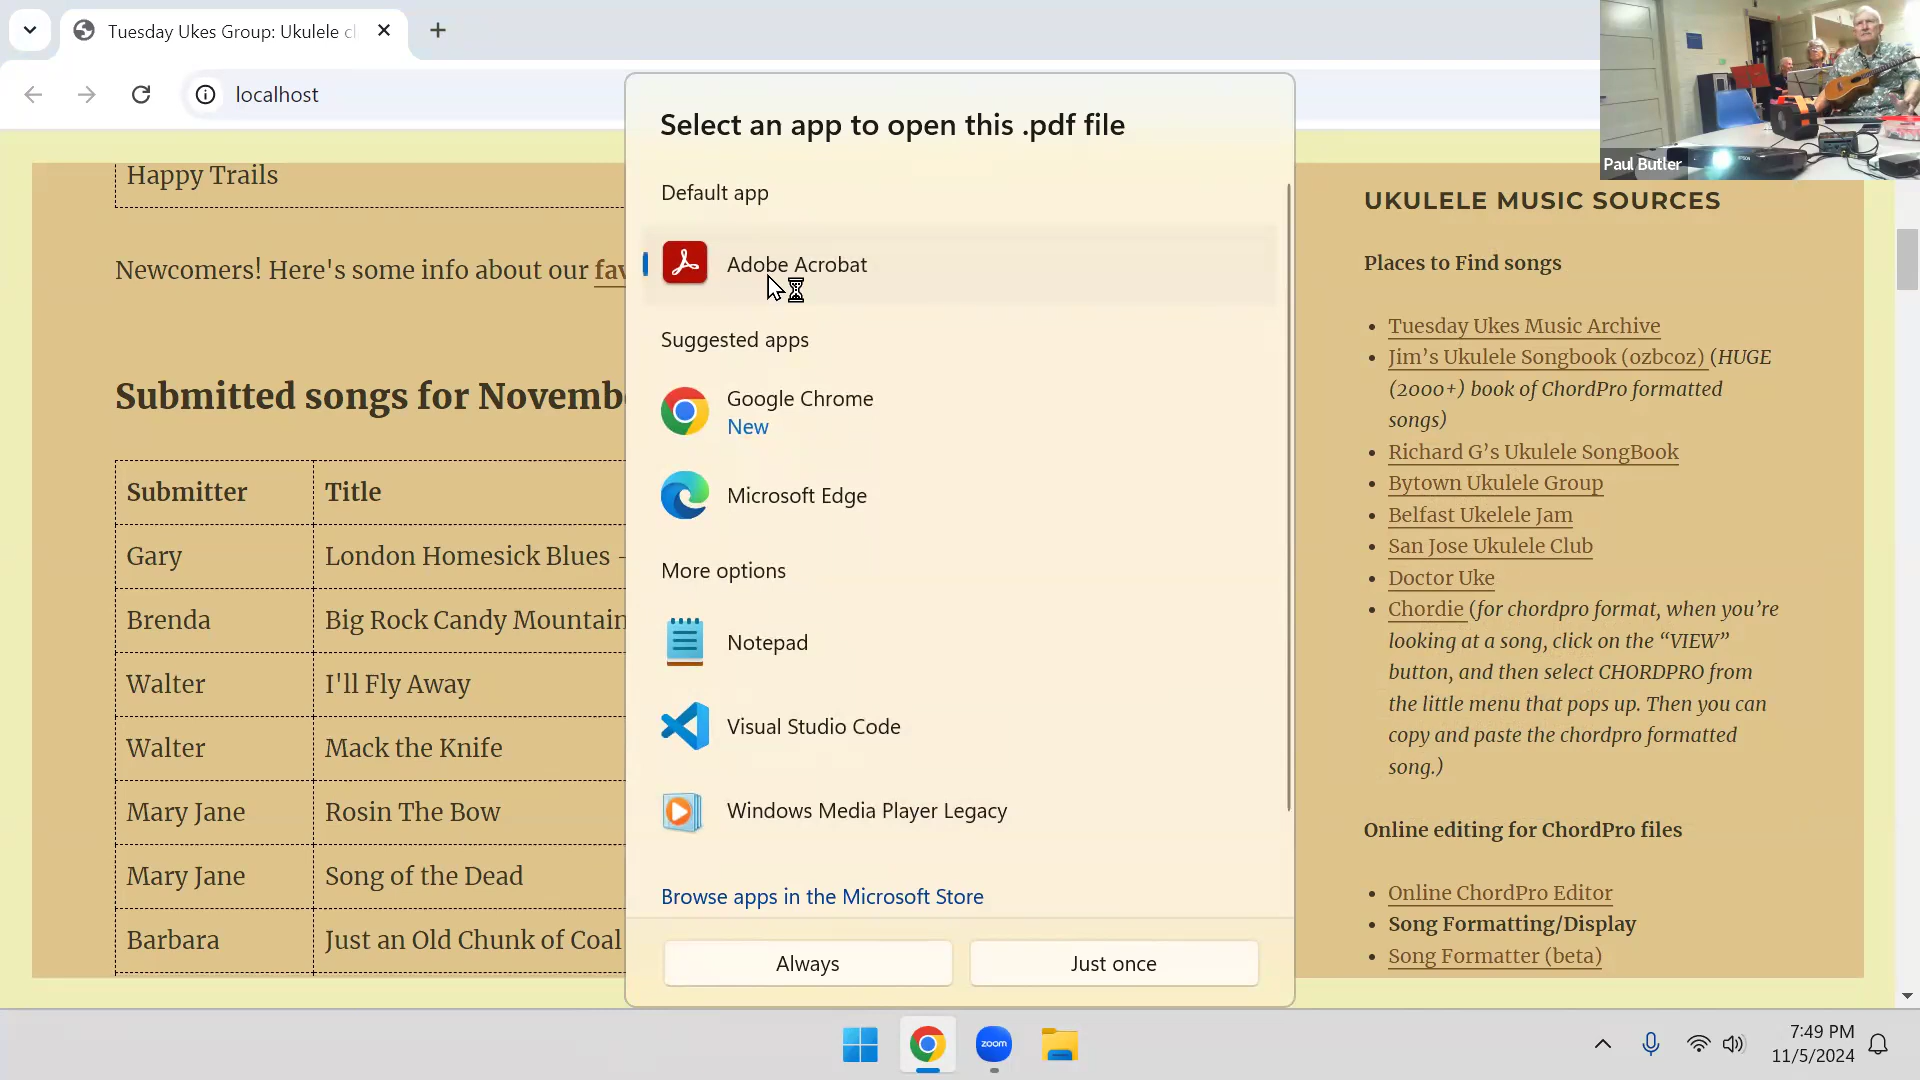 Tuesday Ukes Group: Ukulele cl
localhost
Happy Trails
Newcomers! Here's some info about our fav
Submitted songs for Novemb
Submitter Title
Gary London Homesick Blues -
Brenda Big Rock Candy Mountain
Walter I'll Fly Away
Walter Mack the Knife
Mary Jane Rosin The Bow
Mary Jane Song of the Dead
Barbara Just an Old Chunk of Coal
Select an app to open this .pdf file
Default app
Adobe Acrobat
Suggested apps
Google Chrome
New
Microsoft Edge
More options
Notepad
Visual Studio Code
Windows Media Player Legacy
Browse apps in the Microsoft Store
Always Just once
Paul Butler
UKULELE MUSIC SOURCES
Places to Find songs
• Tuesday Ukes Music Archive
• Jim’s Ukulele Songbook (ozbcoz) (HUGE
(2000+) book of ChordPro formatted
songs)
• Richard G’s Ukulele SongBook
• Bytown Ukulele Group
• Belfast Ukelele Jam
• San Jose Ukulele Club
• Doctor Uke
• Chordie (for chordpro format, when you’re
looking at a song, click on the “VIEW”
button, and then select CHORDPRO from
the little menu that pops up. Then you can
copy and paste the chordpro formatted
song.)
Online editing for ChordPro files
• Online ChordPro Editor
• Song Formatting/Display
• Song Formatter (beta)
zoom
7:49 PM
11/5/2024